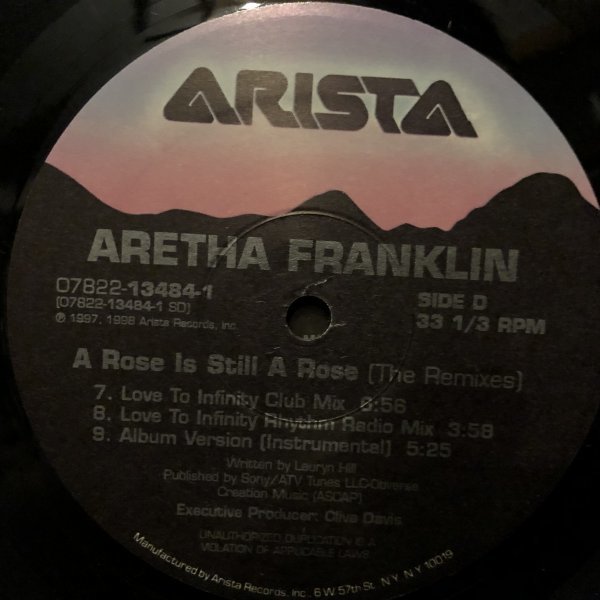 ARISTA
ARETHA FRANKLIN
07822-13484-1
(07822-13484-1 SD)
℗ 1997, 1998 Arista Records, Inc.
SIDE D
33 1/3 RPM
A Rose Is Still A Rose (The Remixes)
7. Love To Infinity Club Mix 6:56
8. Love To Infinity Rhythm Radio Mix 3:58
9. Album Version (Instrumental) 5:25
Written by Lauryn Hill
Published by Sony/ATV Tunes LLC-Obverse
Creation Music (ASCAP)
Executive Producer: Clive Davis
UNAUTHORIZED DUPLICATION IS A
VIOLATION OF APPLICABLE LAWS.
Manufactured by Arista Records, Inc., 6 W 57th St. N.Y. N.Y. 10019